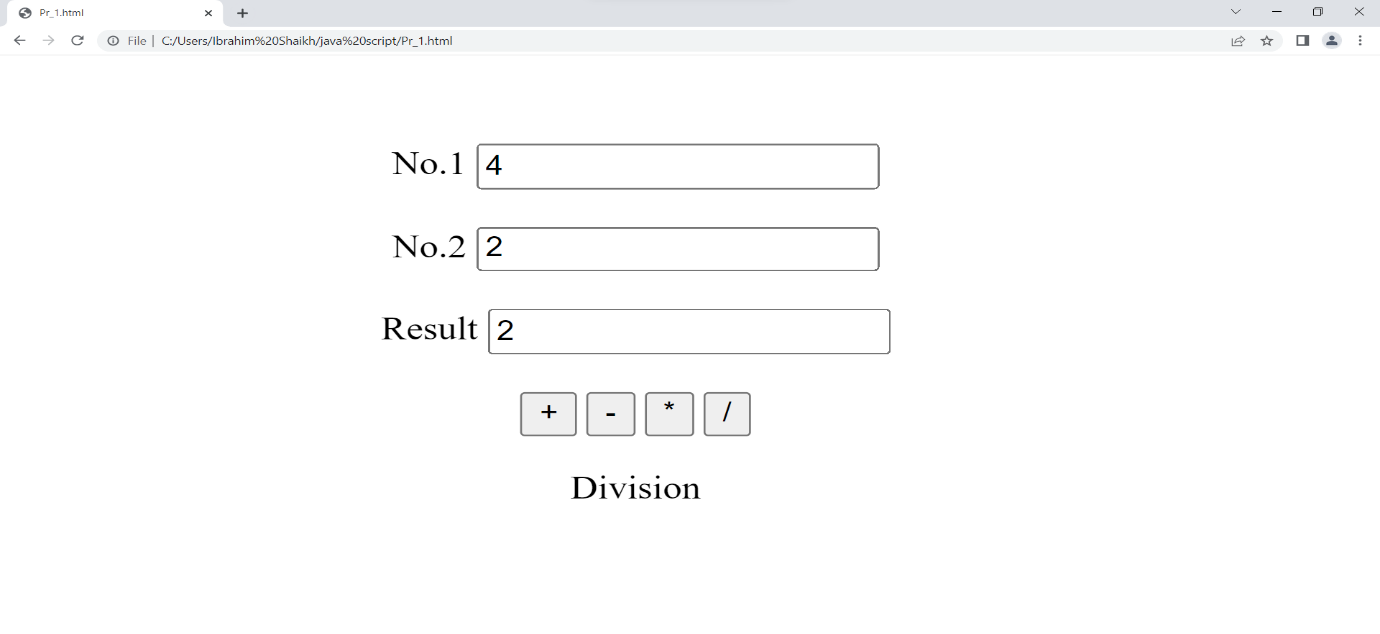 Pr_1.html
File | C:/Users/Ibrahim%20Shaikh/java%20script/Pr_1.html
No.1 4
No.2 2
Result 2
+ - * /
Division